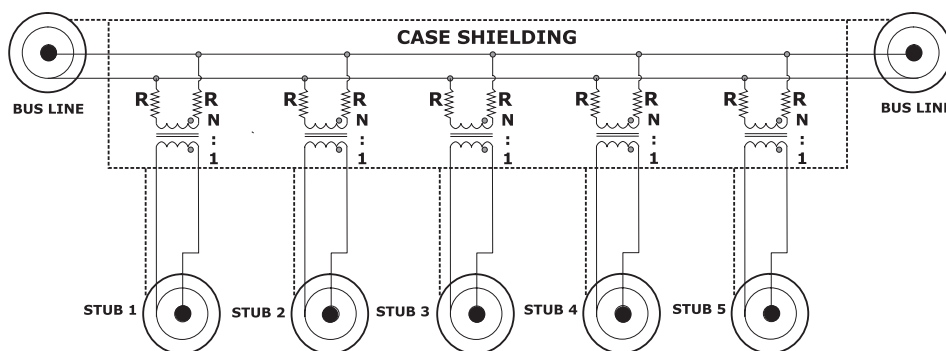 CASE SHIELDING
BUS LINE
BUS LINE
R R R R R R R R R R
N N N N N
: : : : :
1 1 1 1 1
STUB 1 STUB 2 STUB 3 STUB 4 STUB 5